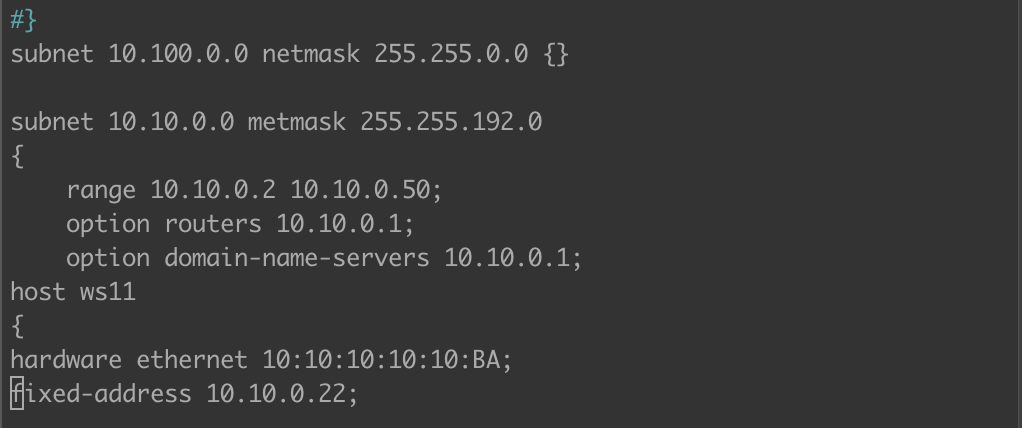 #}
subnet 10.100.0.0 netmask 255.255.0.0 {}
subnet 10.10.0.0 metmask 255.255.192.0
{
range 10.10.0.2 10.10.0.50;
option routers 10.10.0.1;
option domain-name-servers 10.10.0.1;
host ws11
{
hardware ethernet 10:10:10:10:10:BA;
fixed-address 10.10.0.22;